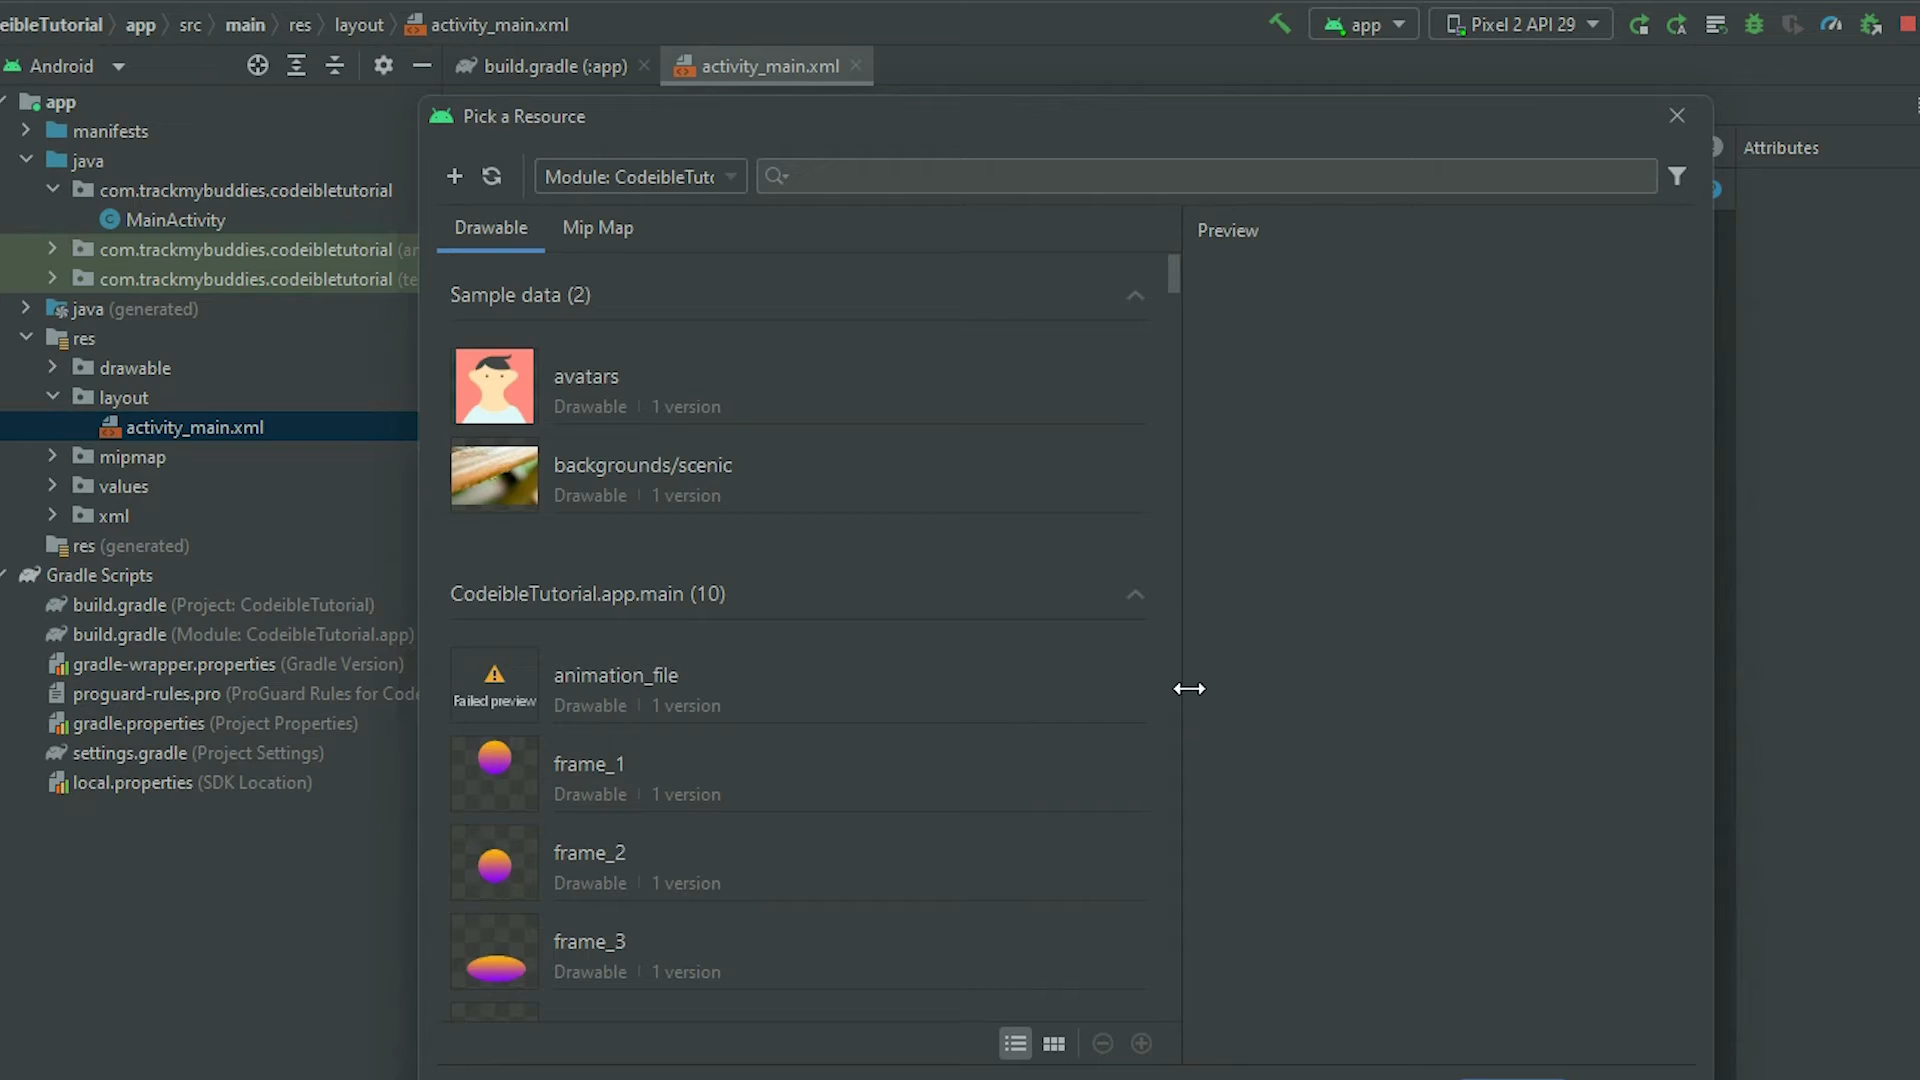 eibleTutorial app src main res layout activity_main.xml
app Pixel 2 API 29
Android
build.gradle (:app) activity_main.xml
app
manifests
java
com.trackmybuddies.codeibletutorial
MainActivity
com.trackmybuddies.codeibletutorial (ar
com.trackmybuddies.codeibletutorial (te
java (generated)
res
drawable
layout
activity_main.xml
mipmap
values
xml
res (generated)
Gradle Scripts
build.gradle (Project: CodeibleTutorial)
build.gradle (Module: CodeibleTutorial.app)
gradle-wrapper.properties (Gradle Version)
proguard-rules.pro (ProGuard Rules for Code
gradle.properties (Project Properties)
settings.gradle (Project Settings)
local.properties (SDK Location)
Pick a Resource
Module: CodeibleTuto
Drawable Mip Map
Sample data (2)
avatars
Drawable 1 version
backgrounds/scenic
Drawable 1 version
CodeibleTutorial.app.main (10)
Failed preview
animation_file
Drawable 1 version
frame_1
Drawable 1 version
frame_2
Drawable 1 version
frame_3
Drawable 1 version
Preview
Attributes